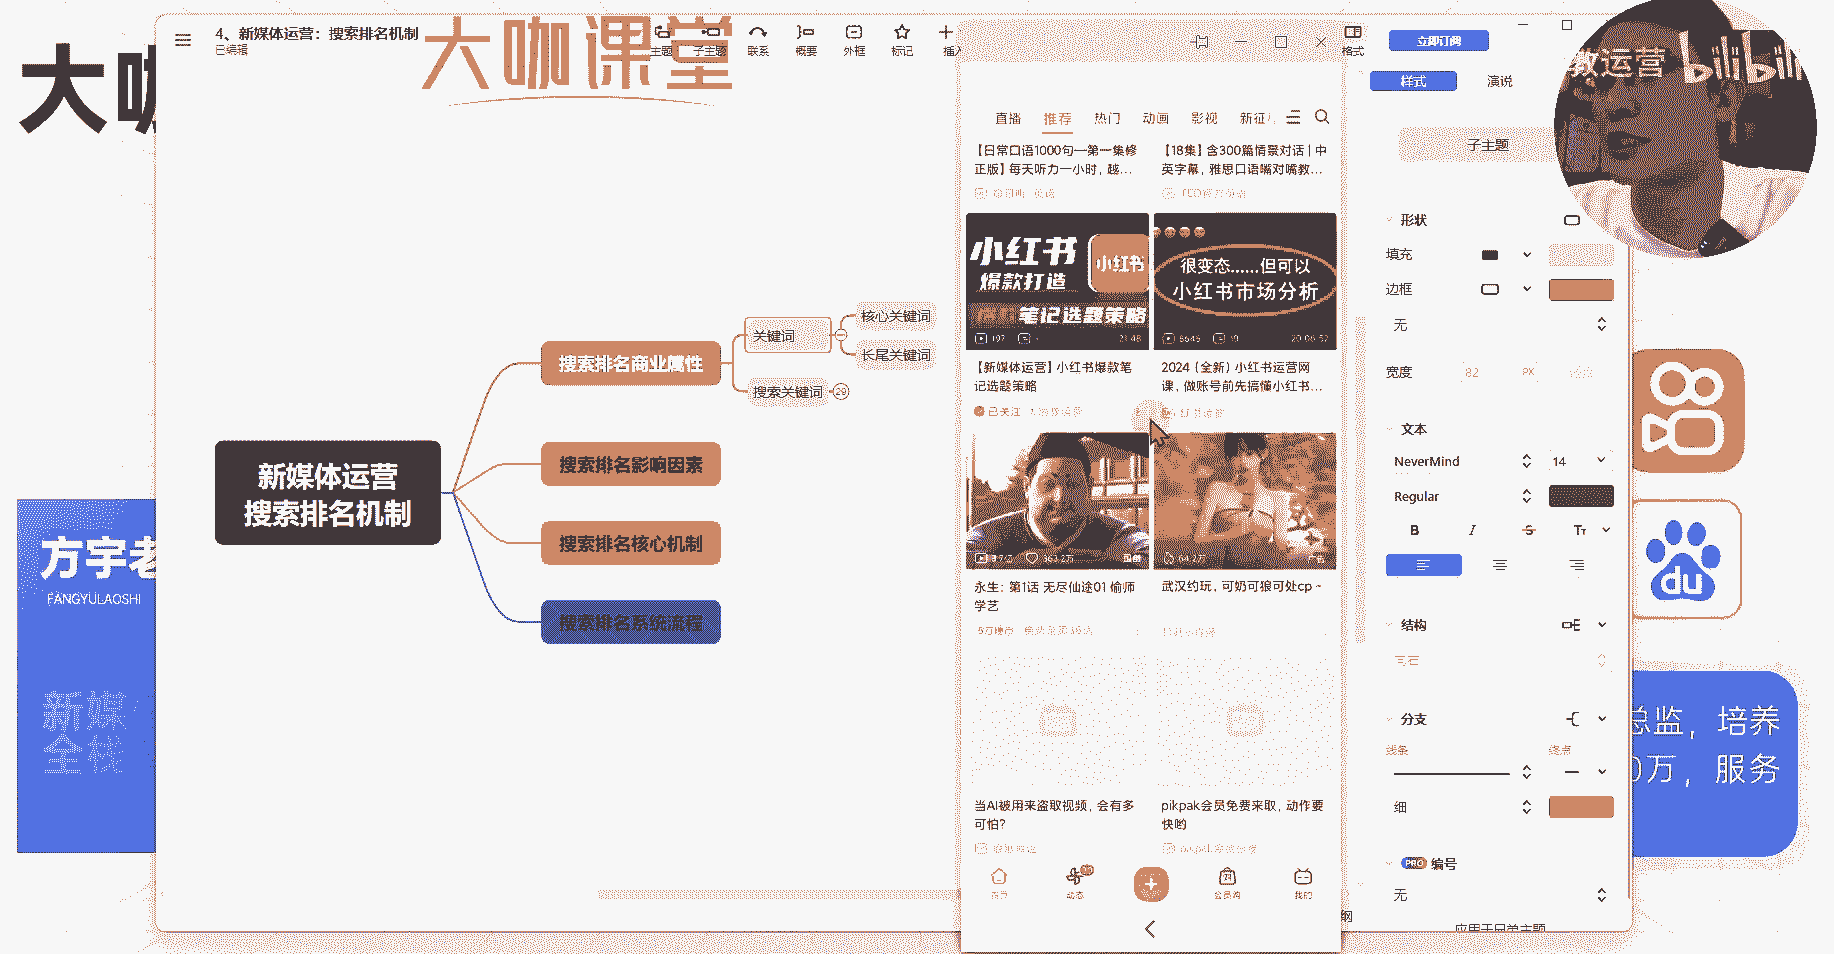 4、新媒体运营：搜索排名机制
已编辑
大咖课堂
主题
子主题
联系
概要
外框
标记
格式
立即订阅
教运营
bilibili
样式
演说
大咖
直播
推荐
热门
动画
影视
新征
子主题
【日常口语1000句—第一集修
正版】每天听力一小时，越...
【18集】含300篇情景对话 | 中
英字幕，雅思口语嘴对嘴教...
形状
填充
边框
无
小红书
爆款打造
小红书
笔记选题策略
197
21:48
很变态......但可以
小红书市场分析
8646
19
20:06:52
核心关键词
关键词
长尾关键词
搜索关键词
29
搜索排名商业属性
【新媒体运营】小红书爆款笔
记选题策略
已关注
2024（全新）小红书运营网
课，做账号前先搞懂小红书...
宽度
82
PX
文本
NeverMind
14
Regular
B
I
S
Tт
搜索排名影响因素
新媒体运营
搜索排名机制
搜索排名核心机制
搜索排名系统流程
永生：第1话 无尽仙途01 偷师
学艺
武汉约玩，可奶可狼可处cp ~
du
方宇老
FANGYULAOSHI
新媒
全栈
结构
分支
线条
终点
细
总监，培养
0万，服务
当AI被用来盗取视频，会有多
可怕？
pikpak会员免费来取，动作要
快哟
PRO
编号
无
首页
动态
会员购
我的
纲
应用于兄弟主题